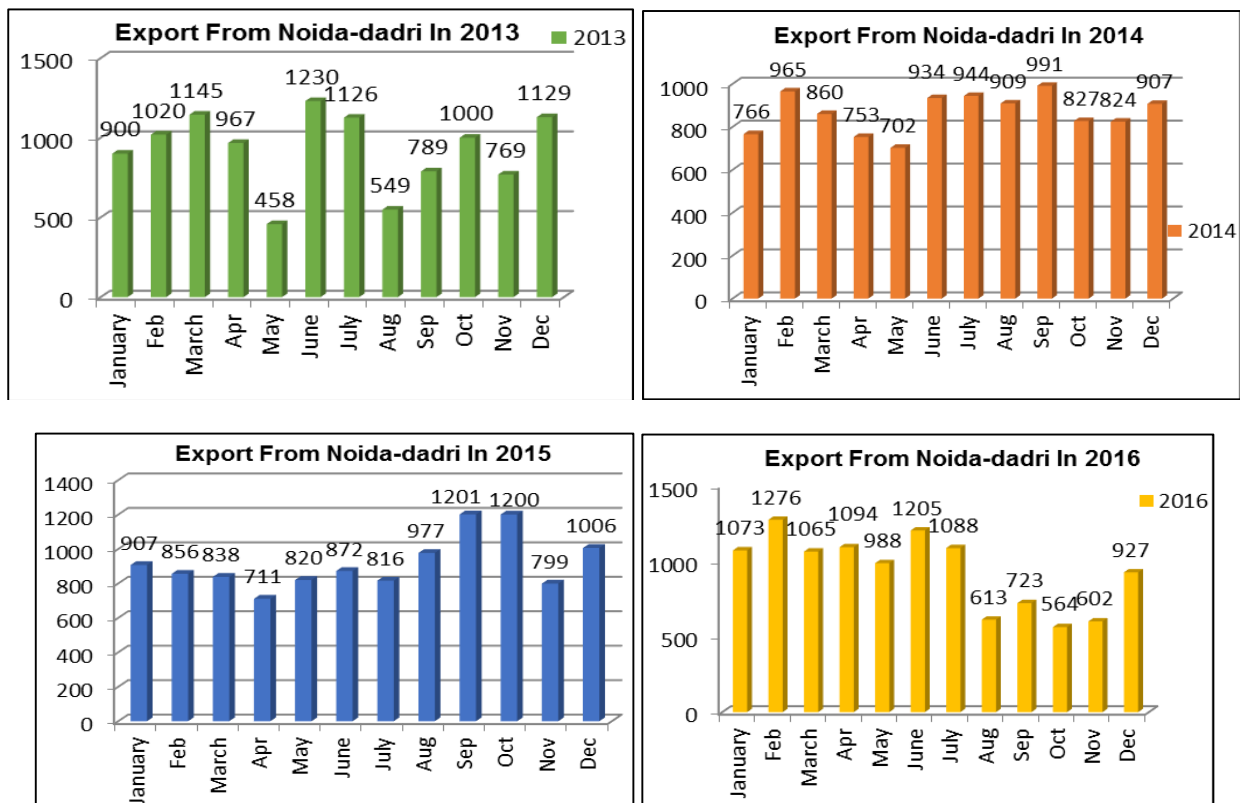 Export From Noida-dadri In 2013
2013
1500
1000
500
0
900
1020
1145
967
458
1230
1126
549
789
1000
769
1129
January
Feb
March
Apr
May
June
July
Aug
Sep
Oct
Nov
Dec
Export From Noida-dadri In 2014
2014
1000
800
600
400
200
0
766
965
860
753
702
934
944
909
991
827
824
907
January
Feb
March
Apr
May
June
July
Aug
Sep
Oct
Nov
Dec
Export From Noida-dadri In 2015
1400
1200
1000
800
600
400
200
0
907
856
838
711
820
872
816
977
1201
1200
799
1006
January
Feb
March
Apr
May
June
July
Aug
Sep
Oct
Nov
Dec
Export From Noida-dadri In 2016
2016
1500
1000
500
0
1073
1276
1065
1094
988
1205
1088
613
723
564
602
927
January
Feb
March
Apr
May
June
July
Aug
Sep
Oct
Nov
Dec